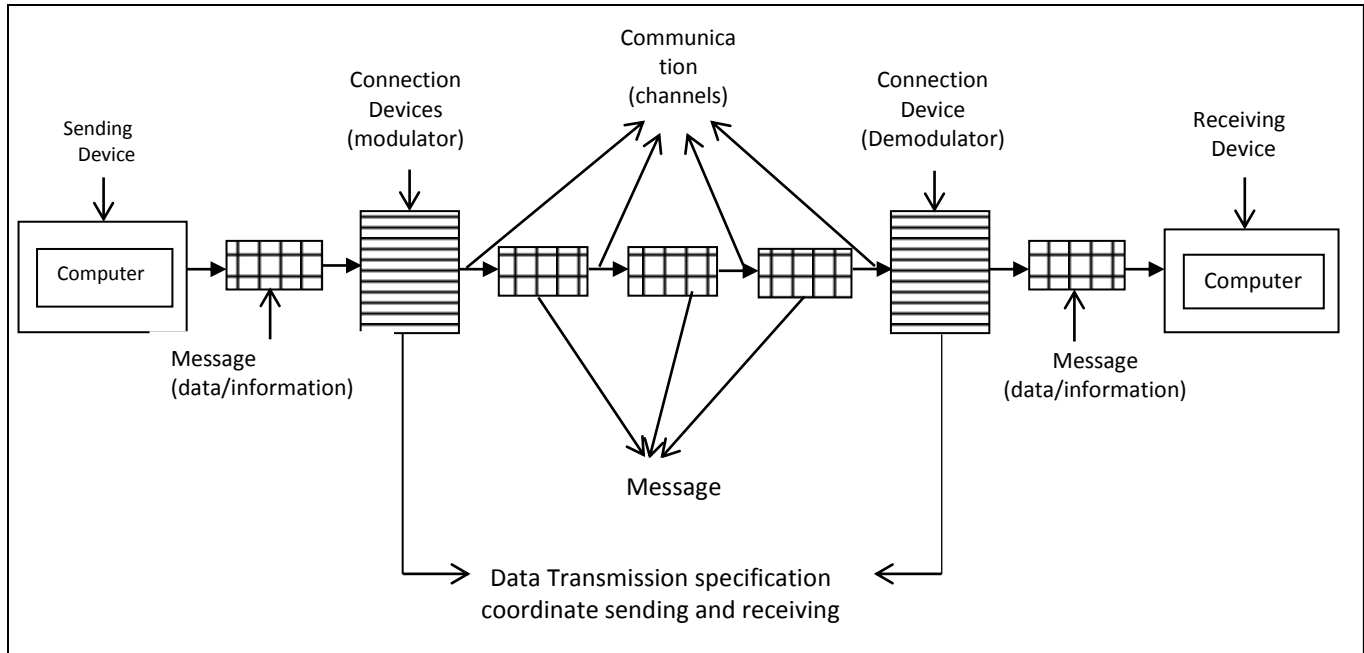 Communica
tion
(channels)
Connection
Devices
(modulator)
Connection
Device
(Demodulator)
Sending
Device
Receiving
Device
Computer
Computer
Message
(data/information)
Message
(data/information)
Message
Data Transmission specification
coordinate sending and receiving